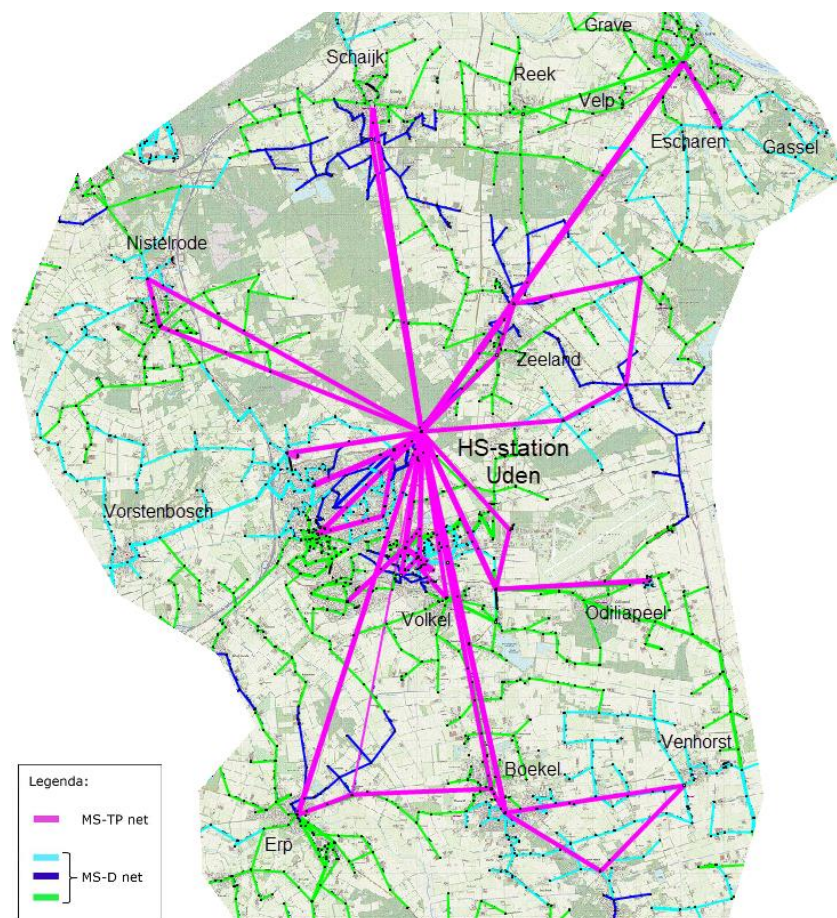 Grave
Schaijk
Reek
Velp
Escharen
Gassel
Nistelrode
Zeeland
HS-station
Uden
Vorstenbosch
Volkel
Odiliapeel
Venhorst
Boekel
Erp
Legenda:
MS-TP net
MS-D net